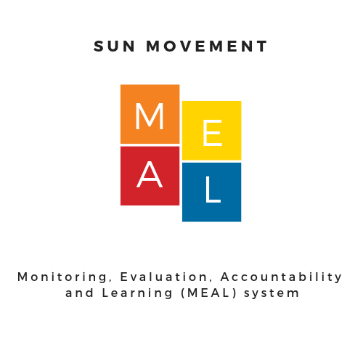 SUN MOVEMENT
M
E
A
L
Monitoring, Evaluation, Accountability
and Learning (MEAL) system